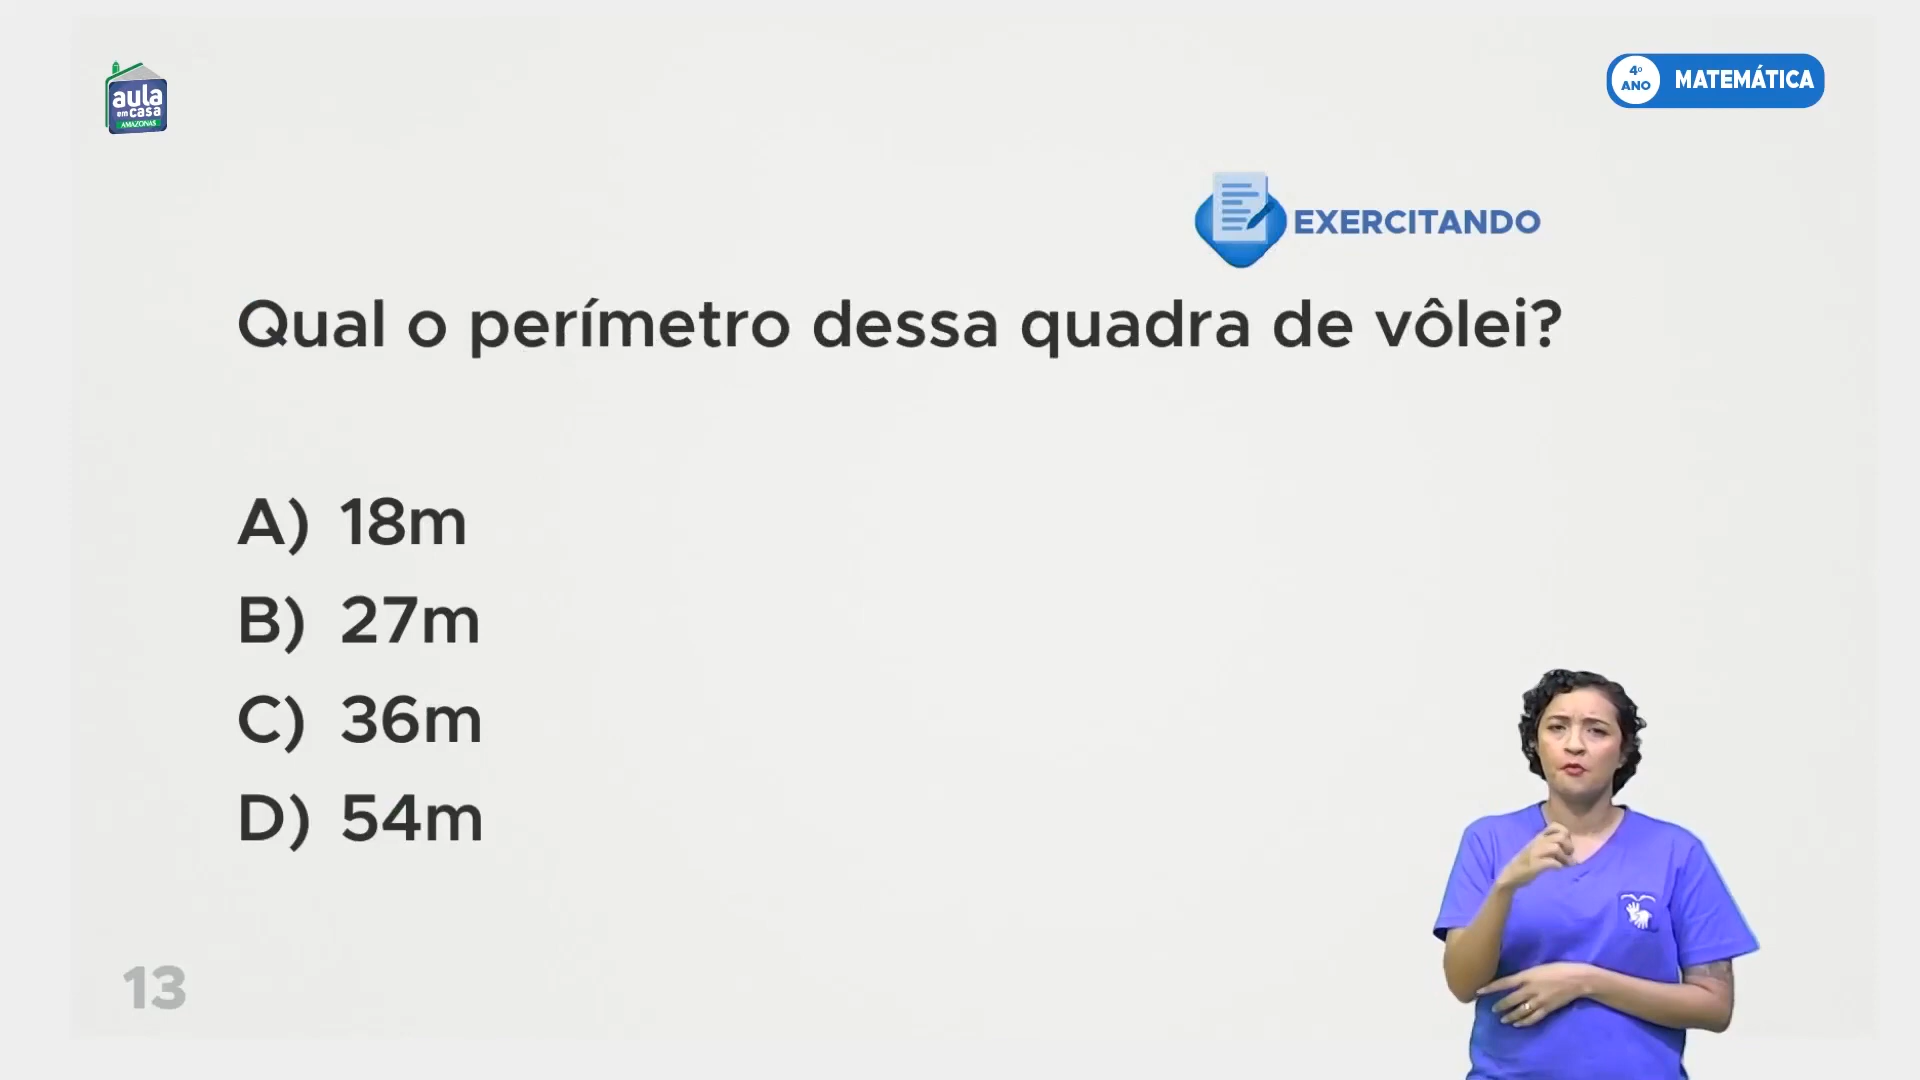 aula
em casa
AMAZONAS
4º
ANO
MATEMÁTICA
EXERCITANDO
Qual o perímetro dessa quadra de vôlei?
A) 18m
B) 27m
C) 36m
D) 54m
13